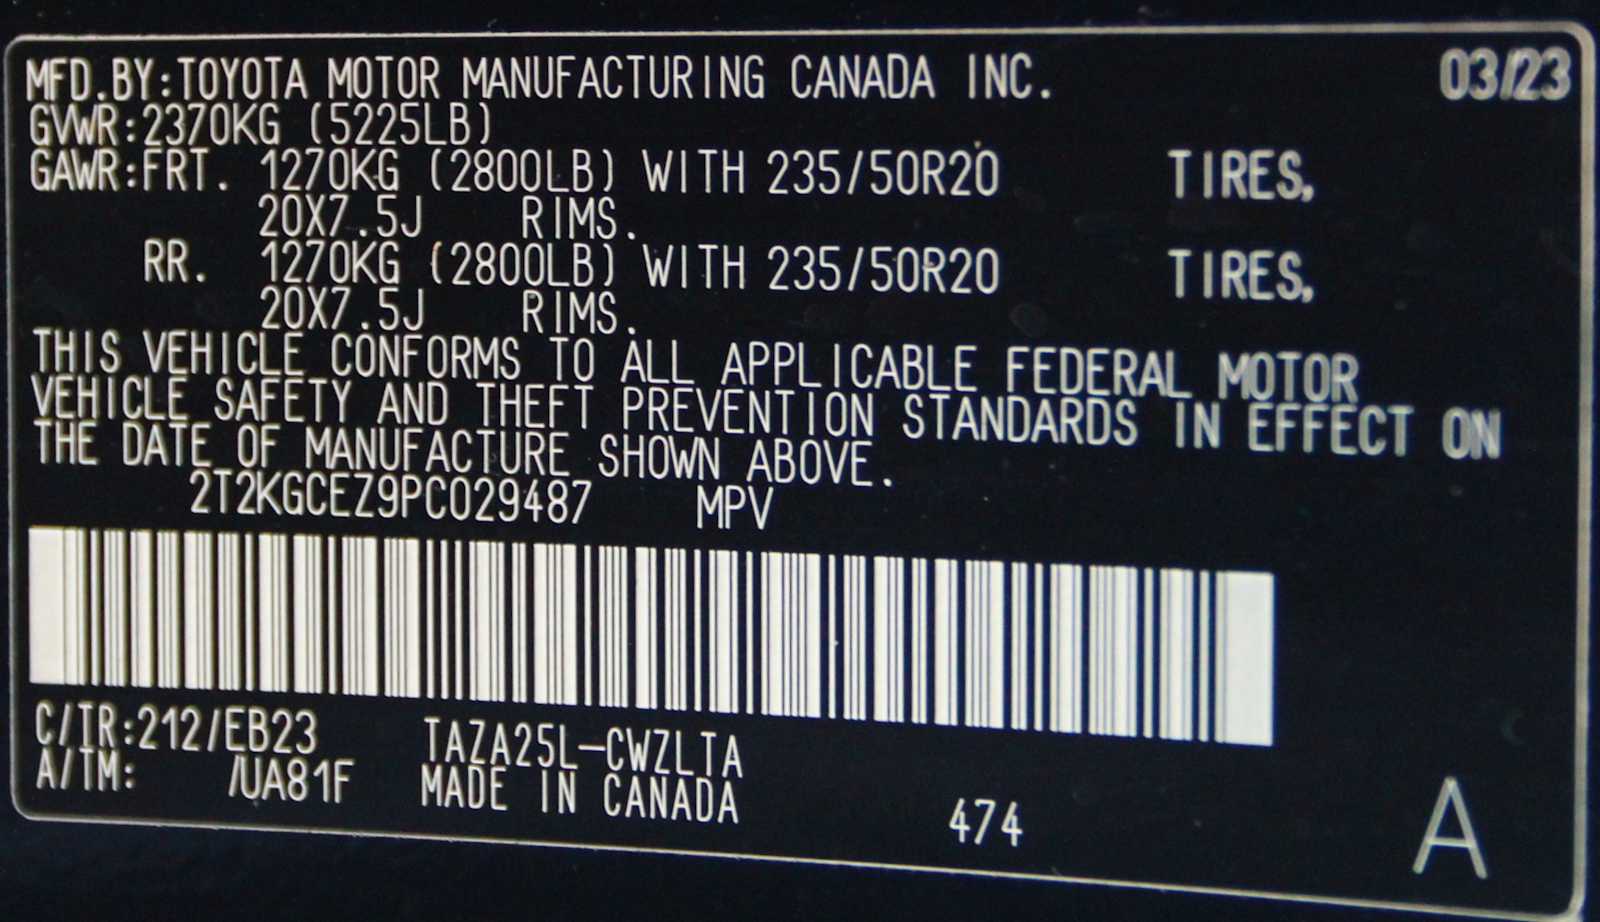 MFD.BY:TOYOTA MOTOR MANUFACTURING CANADA INC. 03/23
GVWR:2370KG (5225LB)
GAWR:FRT. 1270KG (2800LB) WITH 235/50R20 TIRES,
20X7.5J RIMS.
RR. 1270KG (2800LB) WITH 235/50R20 TIRES,
20X7.5J RIMS.
THIS VEHICLE CONFORMS TO ALL APPLICABLE FEDERAL MOTOR
VEHICLE SAFETY AND THEFT PREVENTION STANDARDS IN EFFECT ON
THE DATE OF MANUFACTURE SHOWN ABOVE.
2T2KGCEZ9PC029487 MPV
C/TR:212/EB23 TAZA25L-CWZLTA
A/TM: /UA81F MADE IN CANADA
474
A